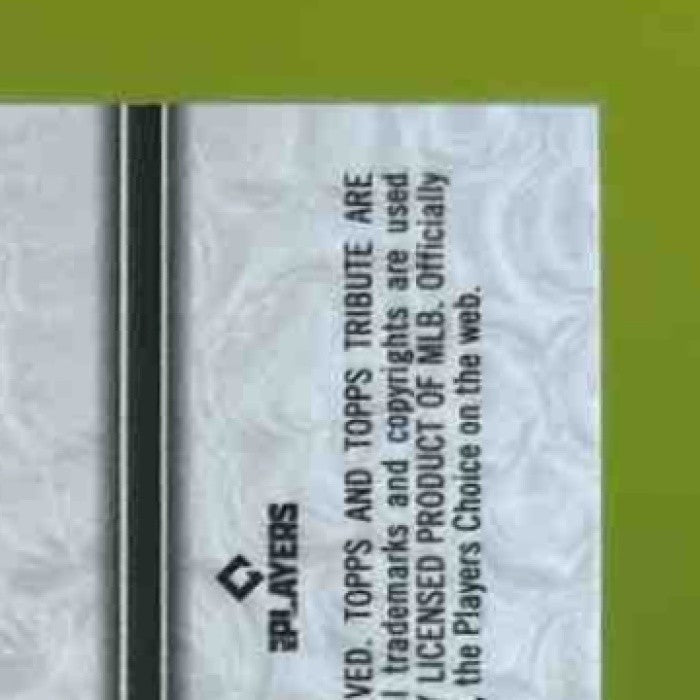 PLAYERS
VED. TOPPS AND TOPPS TRIBUTE ARE
trademarks and copyrights are used
LICENSED PRODUCT OF MLB. Officially
the Players Choice on the web.